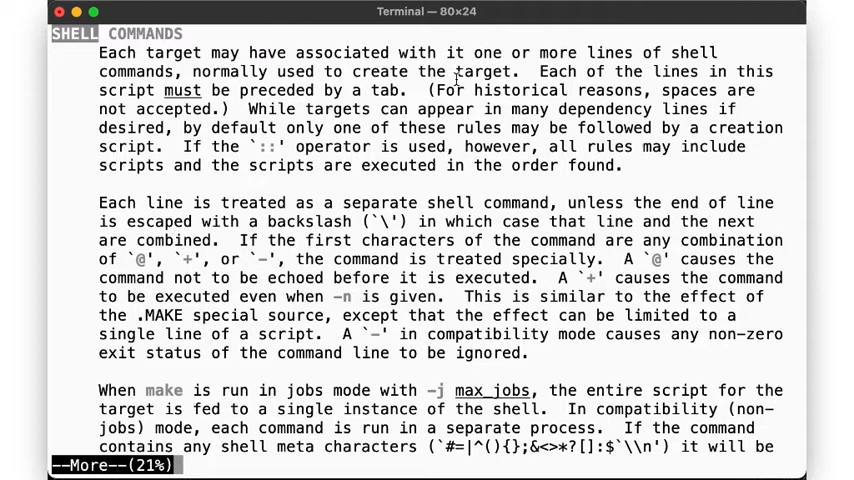 Terminal — 80×24
SHELL COMMANDS
Each target may have associated with it one or more lines of shell
commands, normally used to create the target.  Each of the lines in this
script must be preceded by a tab.  (For historical reasons, spaces are
not accepted.)  While targets can appear in many dependency lines if
desired, by default only one of these rules may be followed by a creation
script.  If the `::' operator is used, however, all rules may include
scripts and the scripts are executed in the order found.
Each line is treated as a separate shell command, unless the end of line
is escaped with a backslash (`\') in which case that line and the next
are combined.  If the first characters of the command are any combination
of `@', `+', or `-', the command is treated specially.  A `@' causes the
command not to be echoed before it is executed.  A `+' causes the command
to be executed even when -n is given.  This is similar to the effect of
the .MAKE special source, except that the effect can be limited to a
single line of a script.  A `-' in compatibility mode causes any non-zero
exit status of the command line to be ignored.
When make is run in jobs mode with -j max_jobs, the entire script for the
target is fed to a single instance of the shell.  In compatibility (non-
jobs) mode, each command is run in a separate process.  If the command
contains any shell meta characters (`#=|^(){};&<>*?[]:$`\\n') it will be
--More--(21%)